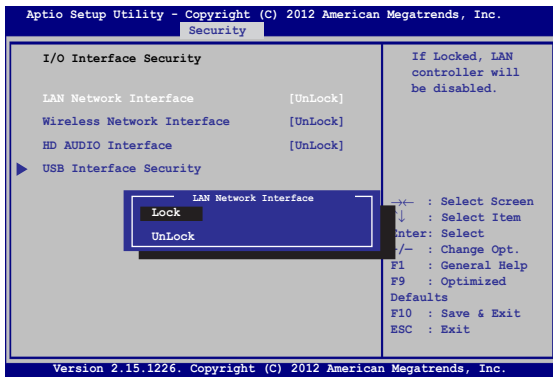 Aptio Setup Utility - Copyright (C) 2012 American Megatrends, Inc.
Security
I/O Interface Security
LAN Network Interface [UnLock]
Wireless Network Interface [UnLock]
HD AUDIO Interface [UnLock]
USB Interface Security
If Locked, LAN
controller will
be disabled.
LAN Network Interface
Lock
UnLock
→← : Select Screen
↑↓ : Select Item
Enter: Select
+/— : Change Opt.
F1 : General Help
F9 : Optimized
Defaults
F10 : Save & Exit
ESC : Exit
Version 2.15.1226. Copyright (C) 2012 American Megatrends, Inc.